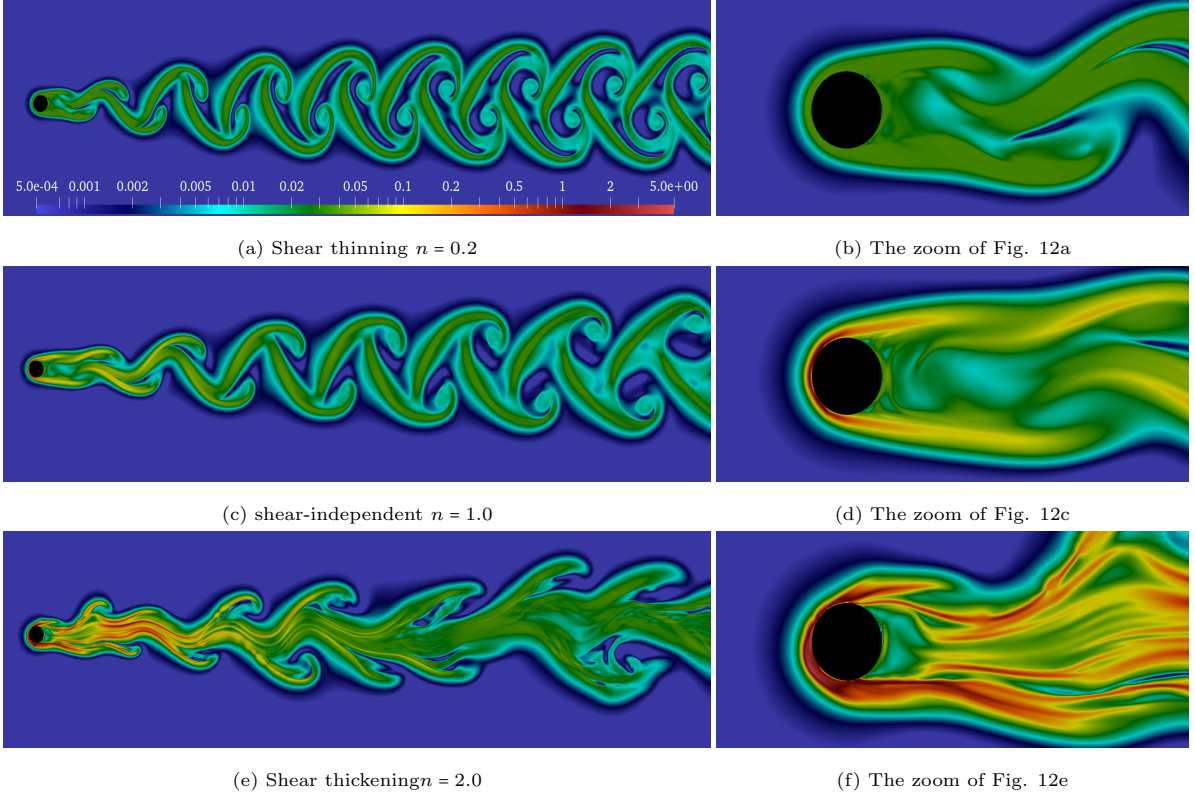 5.0e-04 0.001 0.002 0.005 0.01 0.02 0.05 0.1 0.2 0.5 1 2 5.0e+00
(a) Shear thinning n = 0.2
(b) The zoom of Fig. 12a
(c) shear-independent n = 1.0
(d) The zoom of Fig. 12c
(e) Shear thickeningn = 2.0
(f) The zoom of Fig. 12e